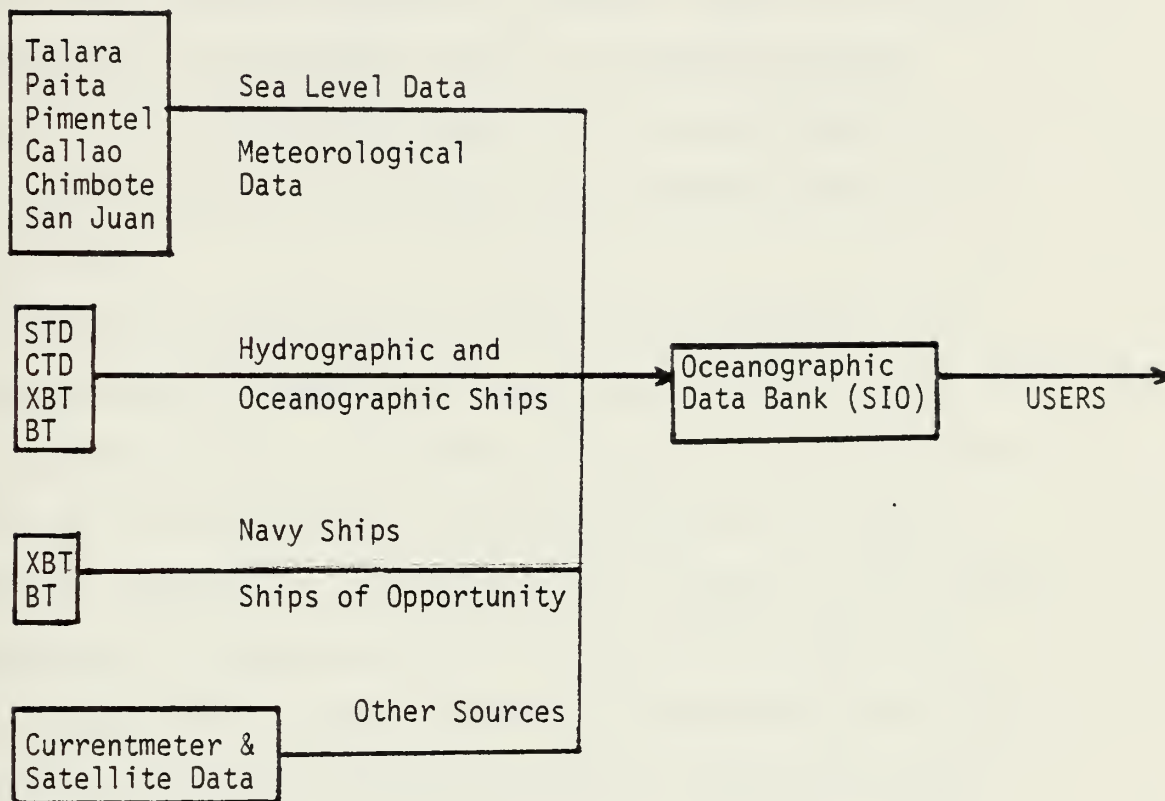 Talara
Paita
Pimentel
Callao
Chimbote
San Juan
Sea Level Data
Meteorological
Data
STD
CTD
XBT
BT
Hydrographic and
Oceanographic Ships
Oceanographic
Data Bank (SIO)
USERS
XBT
BT
Navy Ships
Ships of Opportunity
Other Sources
Currentmeter &
Satellite Data